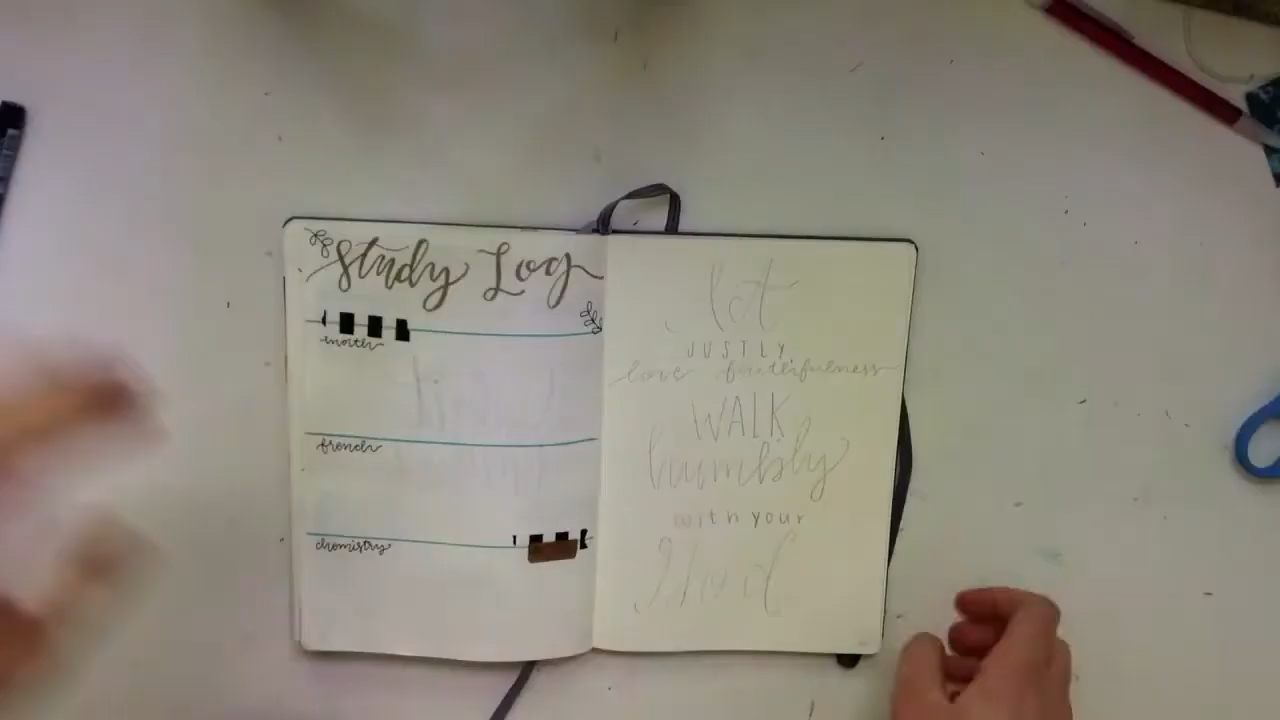 Study Log
math
french
chemistry
Act
JUSTLY
love faithfulness
WALK
humbly
with your
God